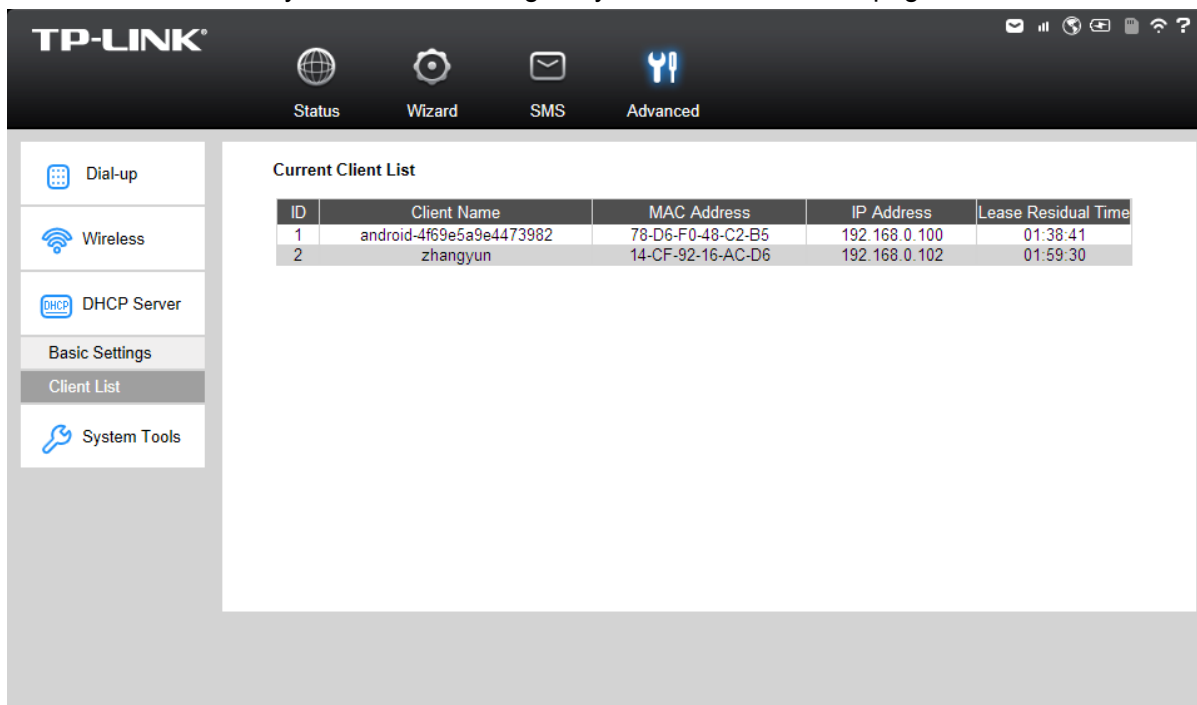 TP-LINK®
Status Wizard SMS Advanced
Dial-up
Wireless
DHCP DHCP Server
Basic Settings
Client List
System Tools
Current Client List
ID Client Name MAC Address IP Address Lease Residual Time
1 android-4f69e5a9e4473982 78-D6-F0-48-C2-B5 192.168.0.100 01:38:41
2 zhangyun 14-CF-92-16-AC-D6 192.168.0.102 01:59:30